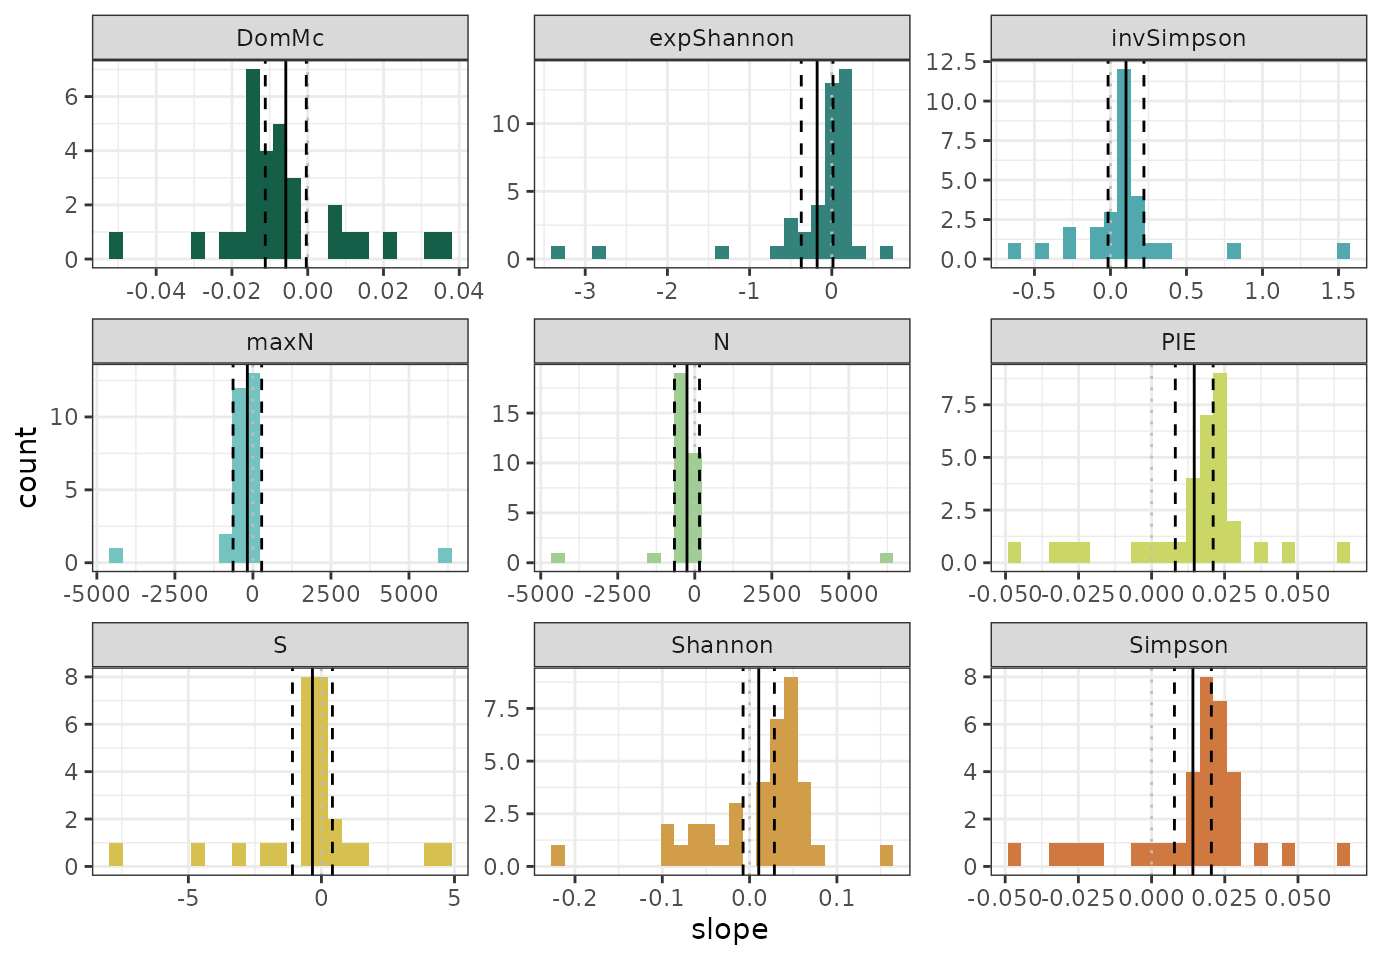 DomMc expShannon invSimpson
6
4
2
0
-0.04 -0.02 0.00 0.02 0.04
10
5
0
-3 -2 -1 0
12.5
10.0
7.5
5.0
2.5
0.0
-0.5 0.0 0.5 1.0 1.5
maxN N PIE
10
5
0
-5000 -2500 0 2500 5000
15
10
5
0
-5000 -2500 0 2500 5000
7.5
5.0
2.5
0.0
-0.050 -0.025 0.000 0.025 0.050
S Shannon Simpson
8
6
4
2
0
-5 0 5
7.5
5.0
2.5
0.0
-0.2 -0.1 0.0 0.1
8
6
4
2
0
-0.050 -0.025 0.000 0.025 0.050
count
slope